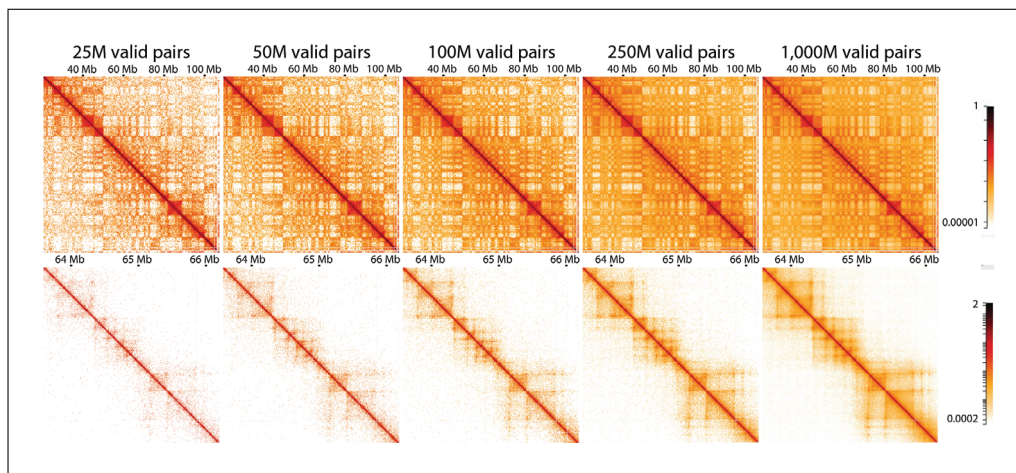 25M valid pairs 50M valid pairs 100M valid pairs 250M valid pairs 1,000M valid pairs
40 Mb 60 Mb 80 Mb 100 Mb 40 Mb 60 Mb 80 Mb 100 Mb 40 Mb 60 Mb 80 Mb 100 Mb 40 Mb 60 Mb 80 Mb 100 Mb 40 Mb 60 Mb 80 Mb 100 Mb
1
0.00001
64 Mb 65 Mb 66 Mb 64 Mb 65 Mb 66 Mb 64 Mb 65 Mb 66 Mb 64 Mb 65 Mb 66 Mb 64 Mb 65 Mb 66 Mb
2
0.0002